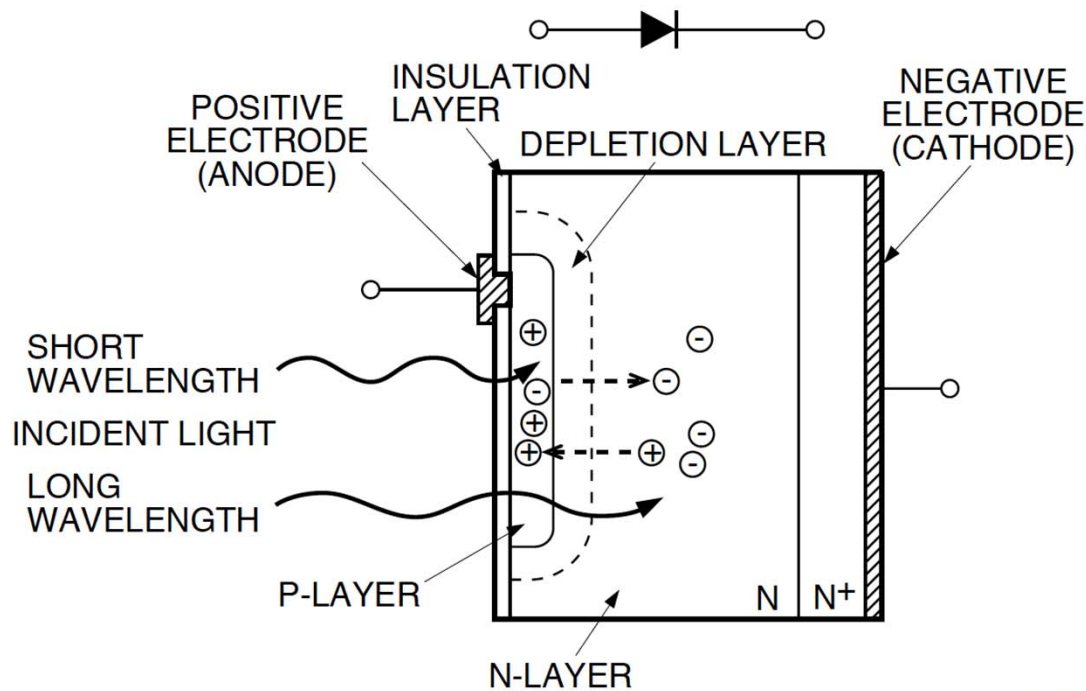 INSULATION
LAYER
POSITIVE
ELECTRODE
(ANODE)
DEPLETION LAYER
NEGATIVE
ELECTRODE
(CATHODE)
SHORT
WAVELENGTH
INCIDENT LIGHT
LONG
WAVELENGTH
P-LAYER
N-LAYER
N
N+
+
-
-
-
+
+
+
-
-